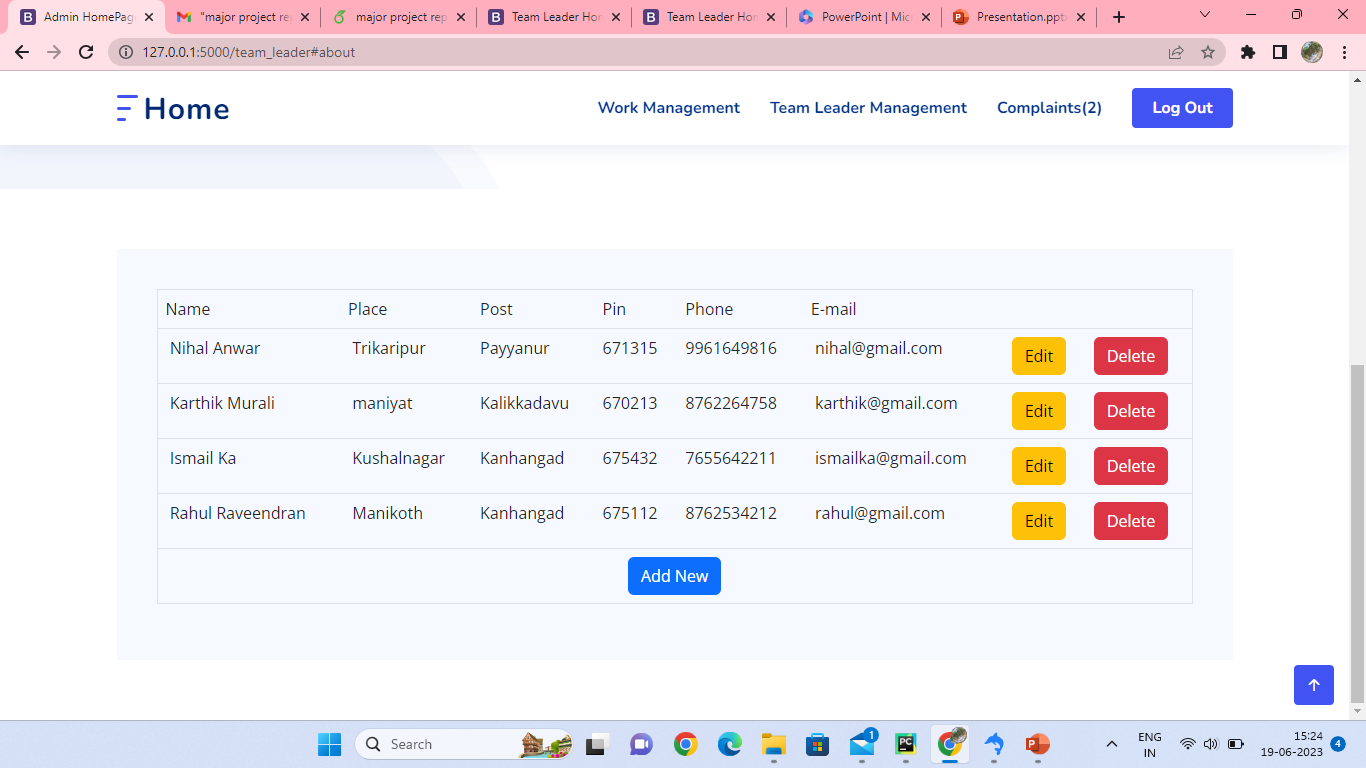 Admin HomePag
"major project re
major project rep
Team Leader Hor
Team Leader Hor
PowerPoint | Mic
Presentation.ppt
127.0.0.1:5000/team_leader#about
Home
Work Management
Team Leader Management
Complaints(2)
Log Out
Name Place Post Pin Phone E-mail
Nihal Anwar Trikaripur Payyanur 671315 9961649816 nihal@gmail.com Edit Delete
Karthik Murali maniyat Kalikkadavu 670213 8762264758 karthik@gmail.com Edit Delete
Ismail Ka Kushalnagar Kanhangad 675432 7655642211 ismailka@gmail.com Edit Delete
Rahul Raveendran Manikoth Kanhangad 675112 8762534212 rahul@gmail.com Edit Delete
Add New
Search
1
PC
ENG
IN
15:24
19-06-2023
4